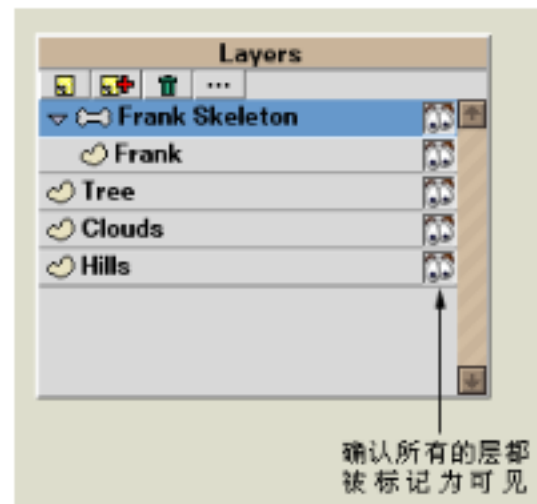 Layers
...
Frank Skeleton
Frank
Tree
Clouds
Hills
确认所有的层都
被标记为可见